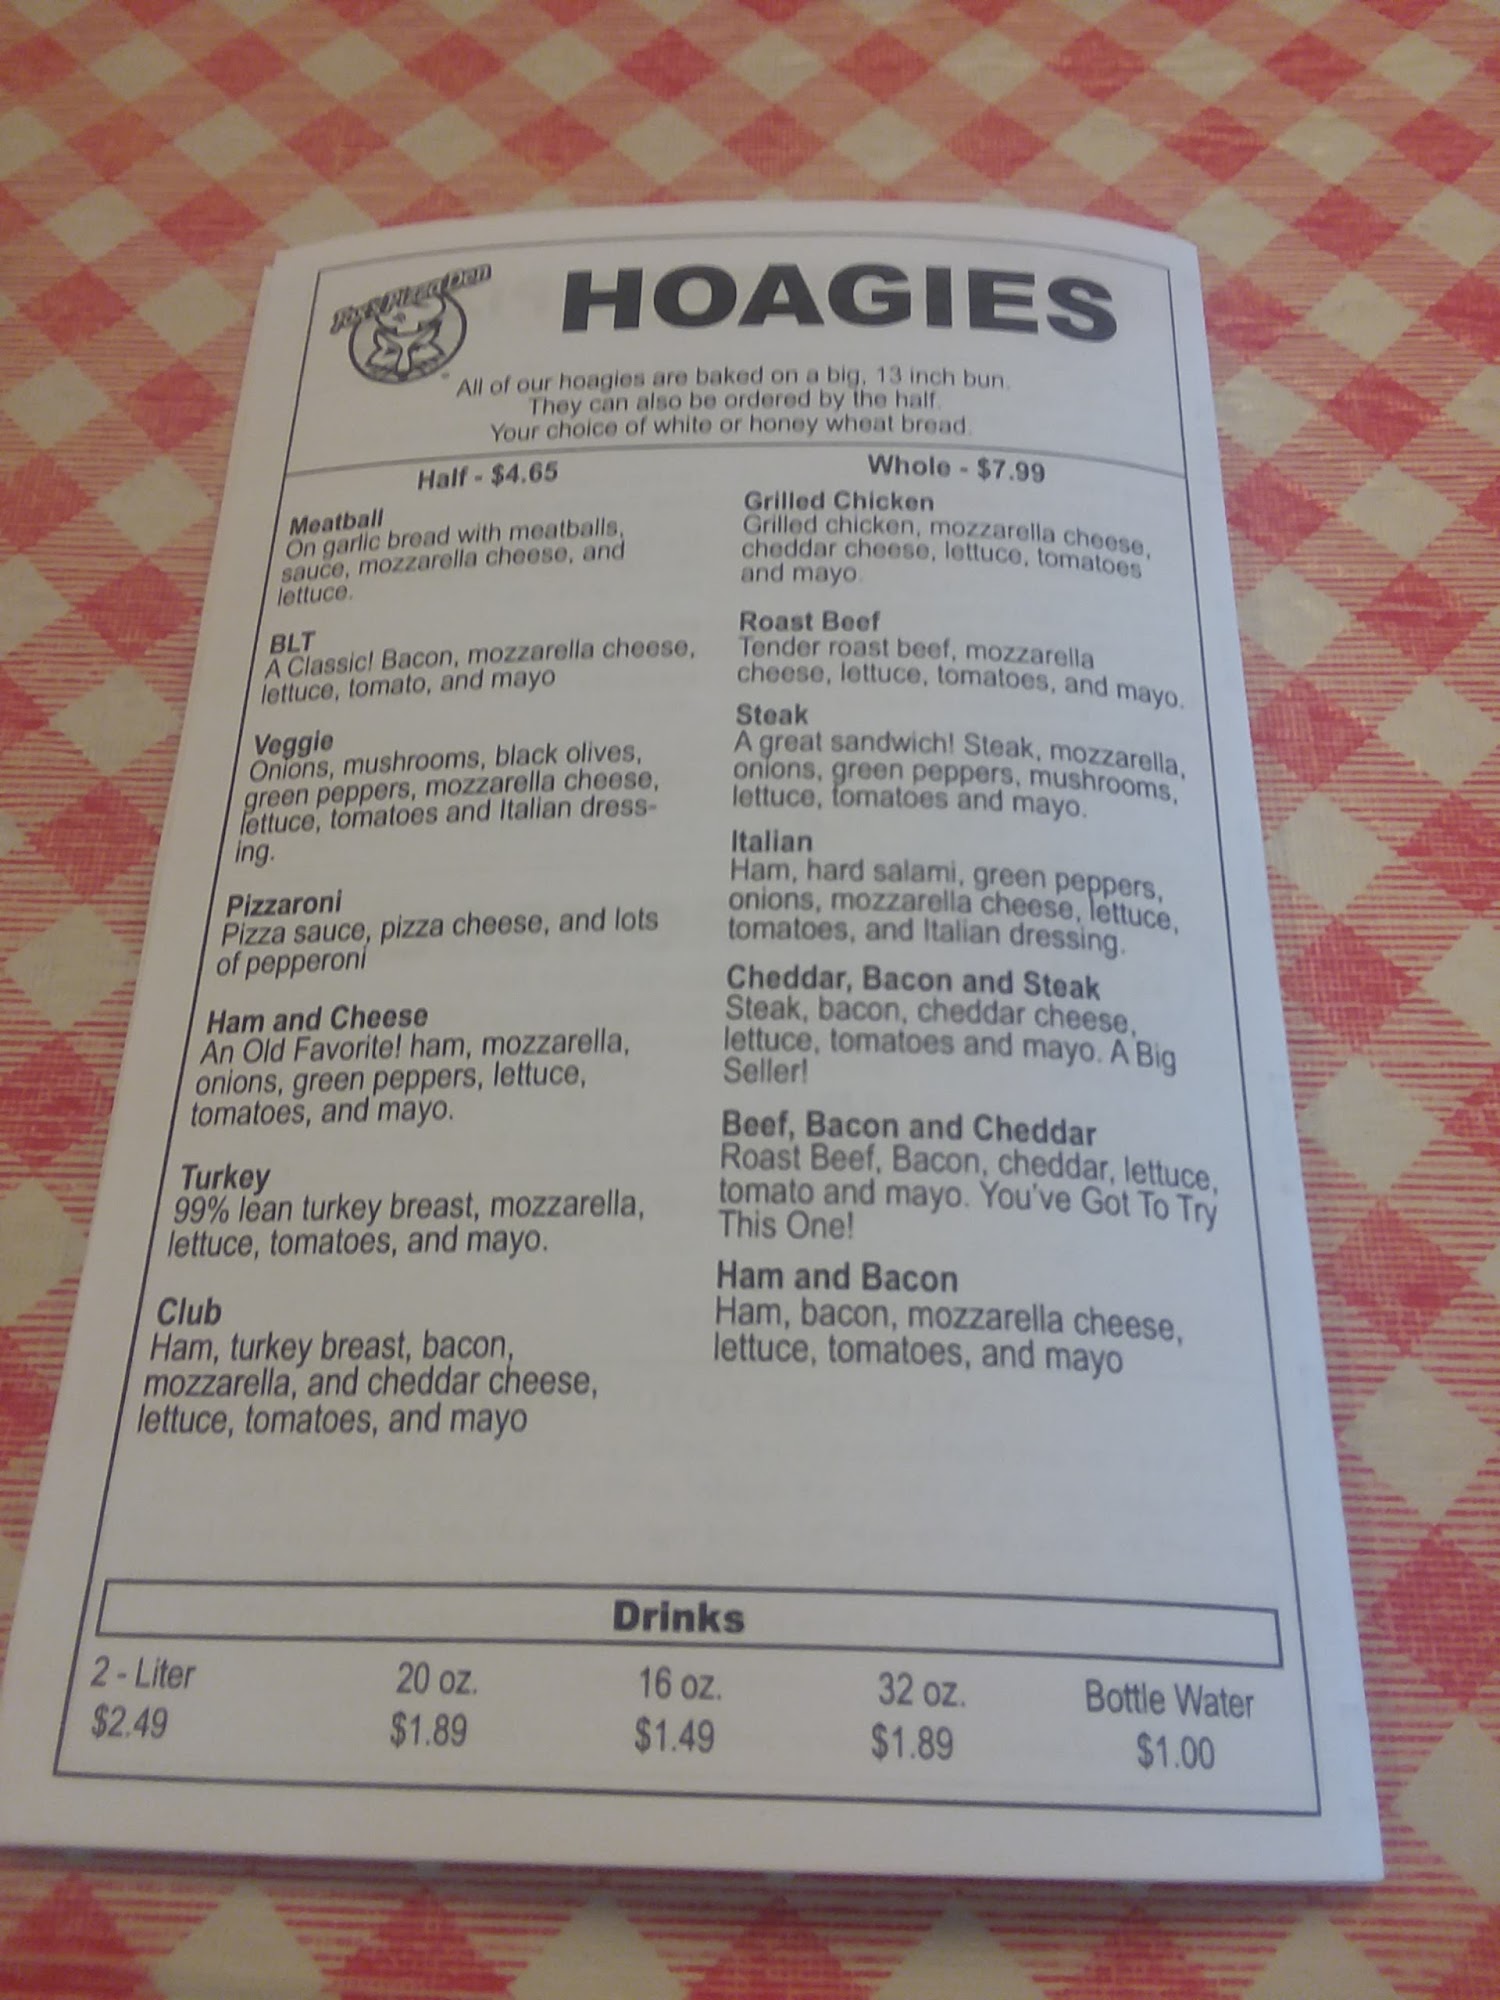 Fox's Pizza Den
HOAGIES
All of our hoagies are baked on a big, 13 inch bun.
They can also be ordered by the half.
Your choice of white or honey wheat bread.
Half - $4.65
Meatball
On garlic bread with meatballs,
sauce, mozzarella cheese, and
lettuce.
BLT
A Classic! Bacon, mozzarella cheese,
lettuce, tomato, and mayo
Veggie
Onions, mushrooms, black olives,
green peppers, mozzarella cheese,
lettuce, tomatoes and Italian dress-
ing.
Pizzaroni
Pizza sauce, pizza cheese, and lots
of pepperoni
Ham and Cheese
An Old Favorite! ham, mozzarella,
onions, green peppers, lettuce,
tomatoes, and mayo.
Turkey
99% lean turkey breast, mozzarella,
lettuce, tomatoes, and mayo.
Club
Ham, turkey breast, bacon,
mozzarella, and cheddar cheese,
lettuce, tomatoes, and mayo
Whole - $7.99
Grilled Chicken
Grilled chicken, mozzarella cheese,
cheddar cheese, lettuce, tomatoes
and mayo.
Roast Beef
Tender roast beef, mozzarella
cheese, lettuce, tomatoes, and mayo.
Steak
A great sandwich! Steak, mozzarella,
onions, green peppers, mushrooms,
lettuce, tomatoes and mayo.
Italian
Ham, hard salami, green peppers,
onions, mozzarella cheese, lettuce,
tomatoes, and Italian dressing.
Cheddar, Bacon and Steak
Steak, bacon, cheddar cheese,
lettuce, tomatoes and mayo. A Big
Seller!
Beef, Bacon and Cheddar
Roast Beef, Bacon, cheddar, lettuce,
tomato and mayo. You've Got To Try
This One!
Ham and Bacon
Ham, bacon, mozzarella cheese,
lettuce, tomatoes, and mayo
Drinks
2 - Liter 20 oz. 16 oz. 32 oz. Bottle Water
$2.49 $1.89 $1.49 $1.89 $1.00